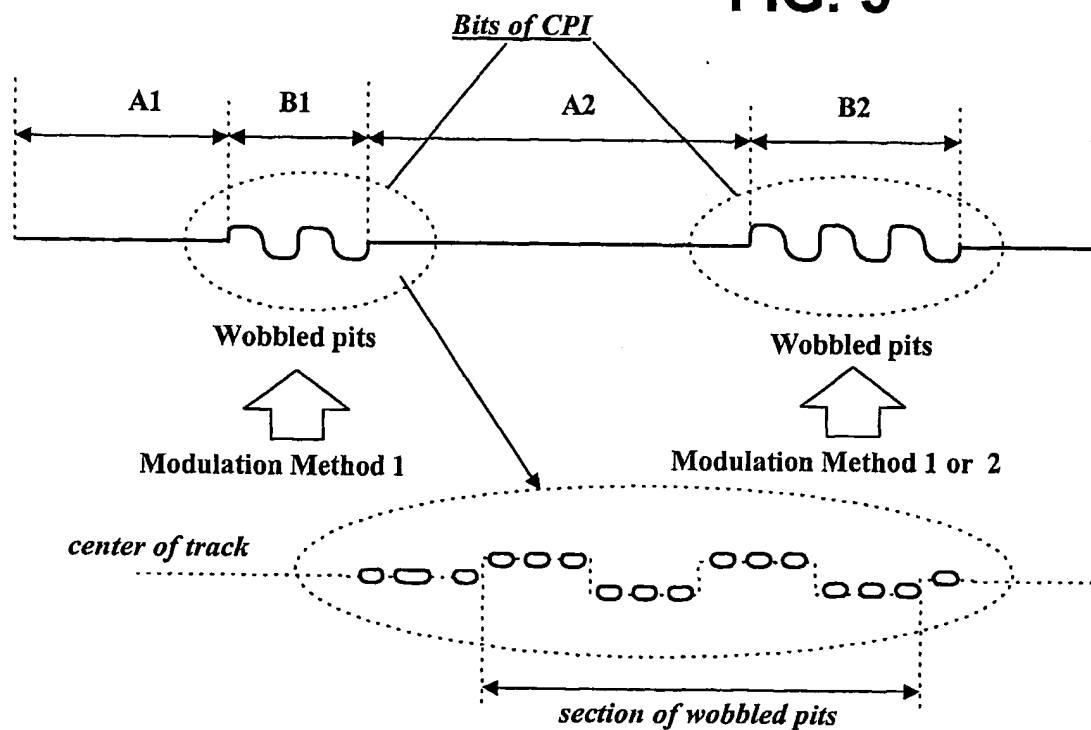 Bits of CPI
A1
B1
A2
B2
Wobbled pits
Wobbled pits
Modulation Method 1
Modulation Method 1 or 2
center of track
section of wobbled pits